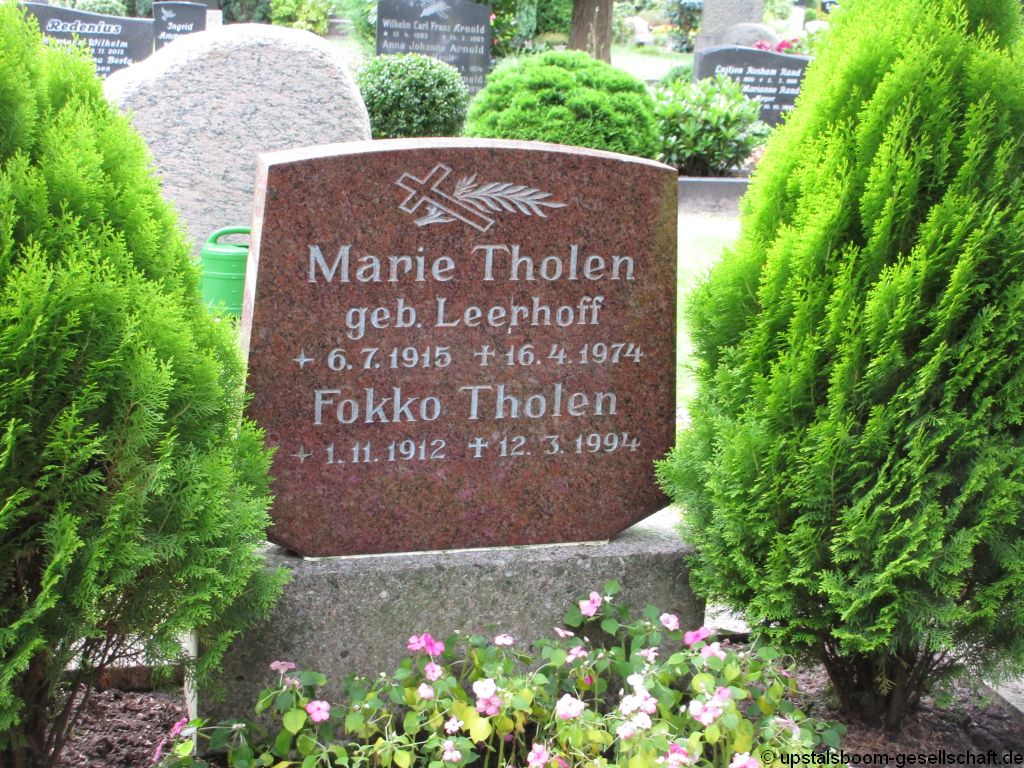 Redenius
Wilhelm
Ingrid
Wilhelm Carl Franz Arnold
Anna Johanne Arnold
Marie Tholen
geb. Leerhoff
6.7.1915 ✝ 16.4.1974
Fokko Tholen
1.11.1912 ✝ 12.3.1994
©upstalsboom-gesellschaft.de